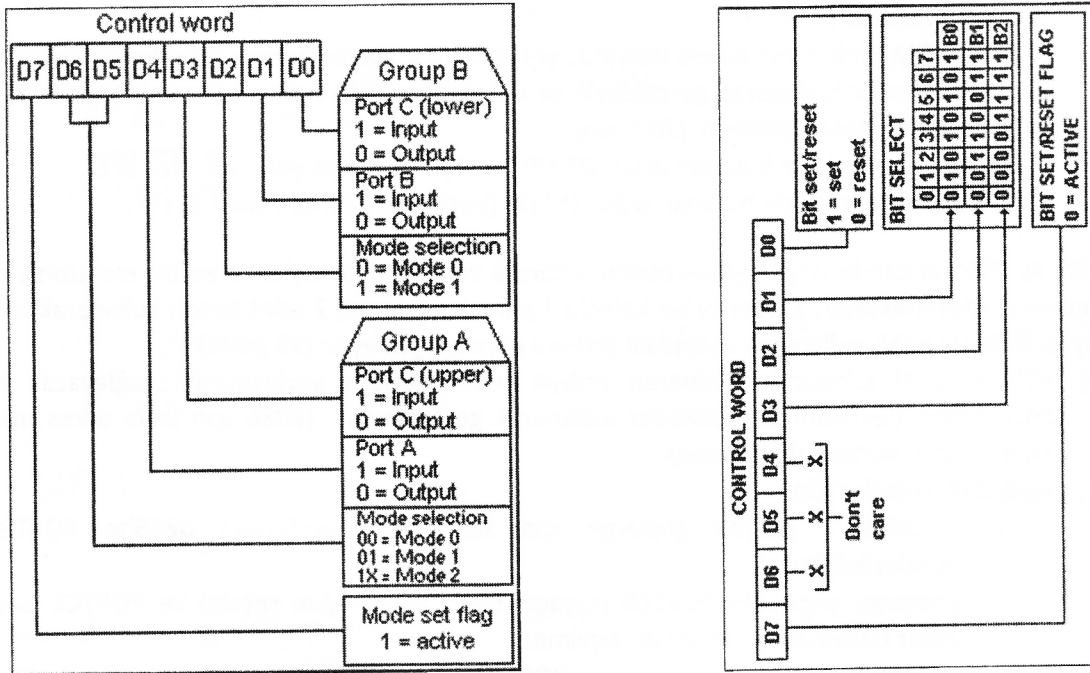 Control word
D7 D6 D5 D4 D3 D2 D1 D0
Group B
Port C (lower)
1 = Input
0 = Output
Port B
1 = Input
0 = Output
Mode selection
0 = Mode 0
1 = Mode 1
Group A
Port C (upper)
1 = Input
0 = Output
Port A
1 = Input
0 = Output
Mode selection
00 = Mode 0
01 = Mode 1
1X = Mode 2
Mode set flag
1 = active
CONTROL WORD
D7 D6 D5 D4 D3 D2 D1 D0
X X X
Don't
care
Bit set/reset
1 = set
0 = reset
BIT SELECT
0 1 2 3 4 5 6 7
0 1 0 1 0 1 0 1 B0
0 0 1 1 0 0 1 1 B1
0 0 0 0 1 1 1 1 B2
BIT SET/RESET FLAG
0 = ACTIVE